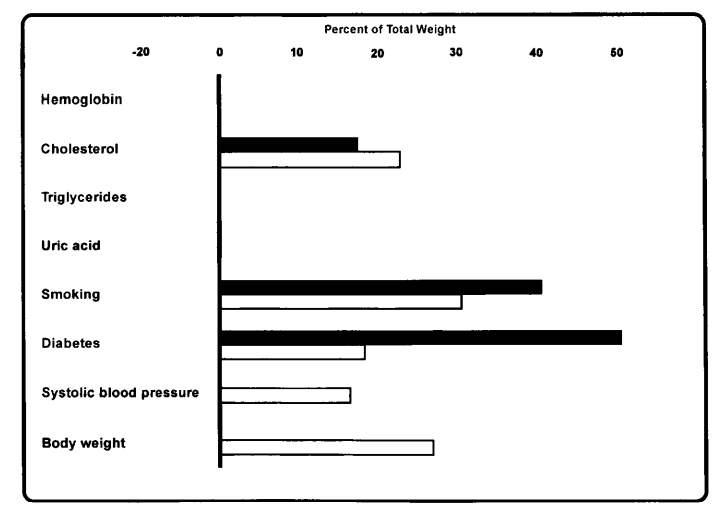 Percent of Total Weight
-20 0 10 20 30 40 50
Hemoglobin
Cholesterol
Triglycerides
Uric acid
Smoking
Diabetes
Systolic blood pressure
Body weight